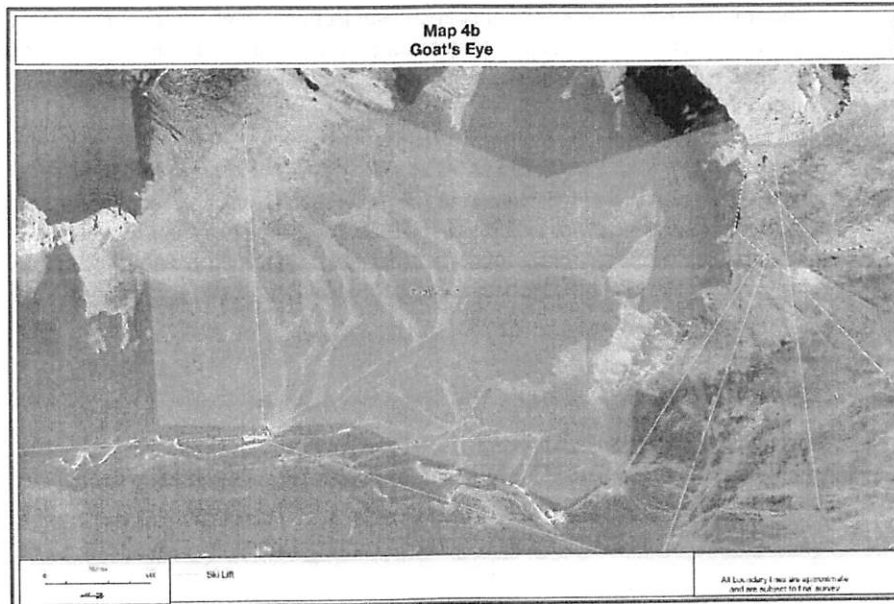 Map 4b
Goat's Eye
Ski Lift
All boundary lines are approximate
and are subject to final survey